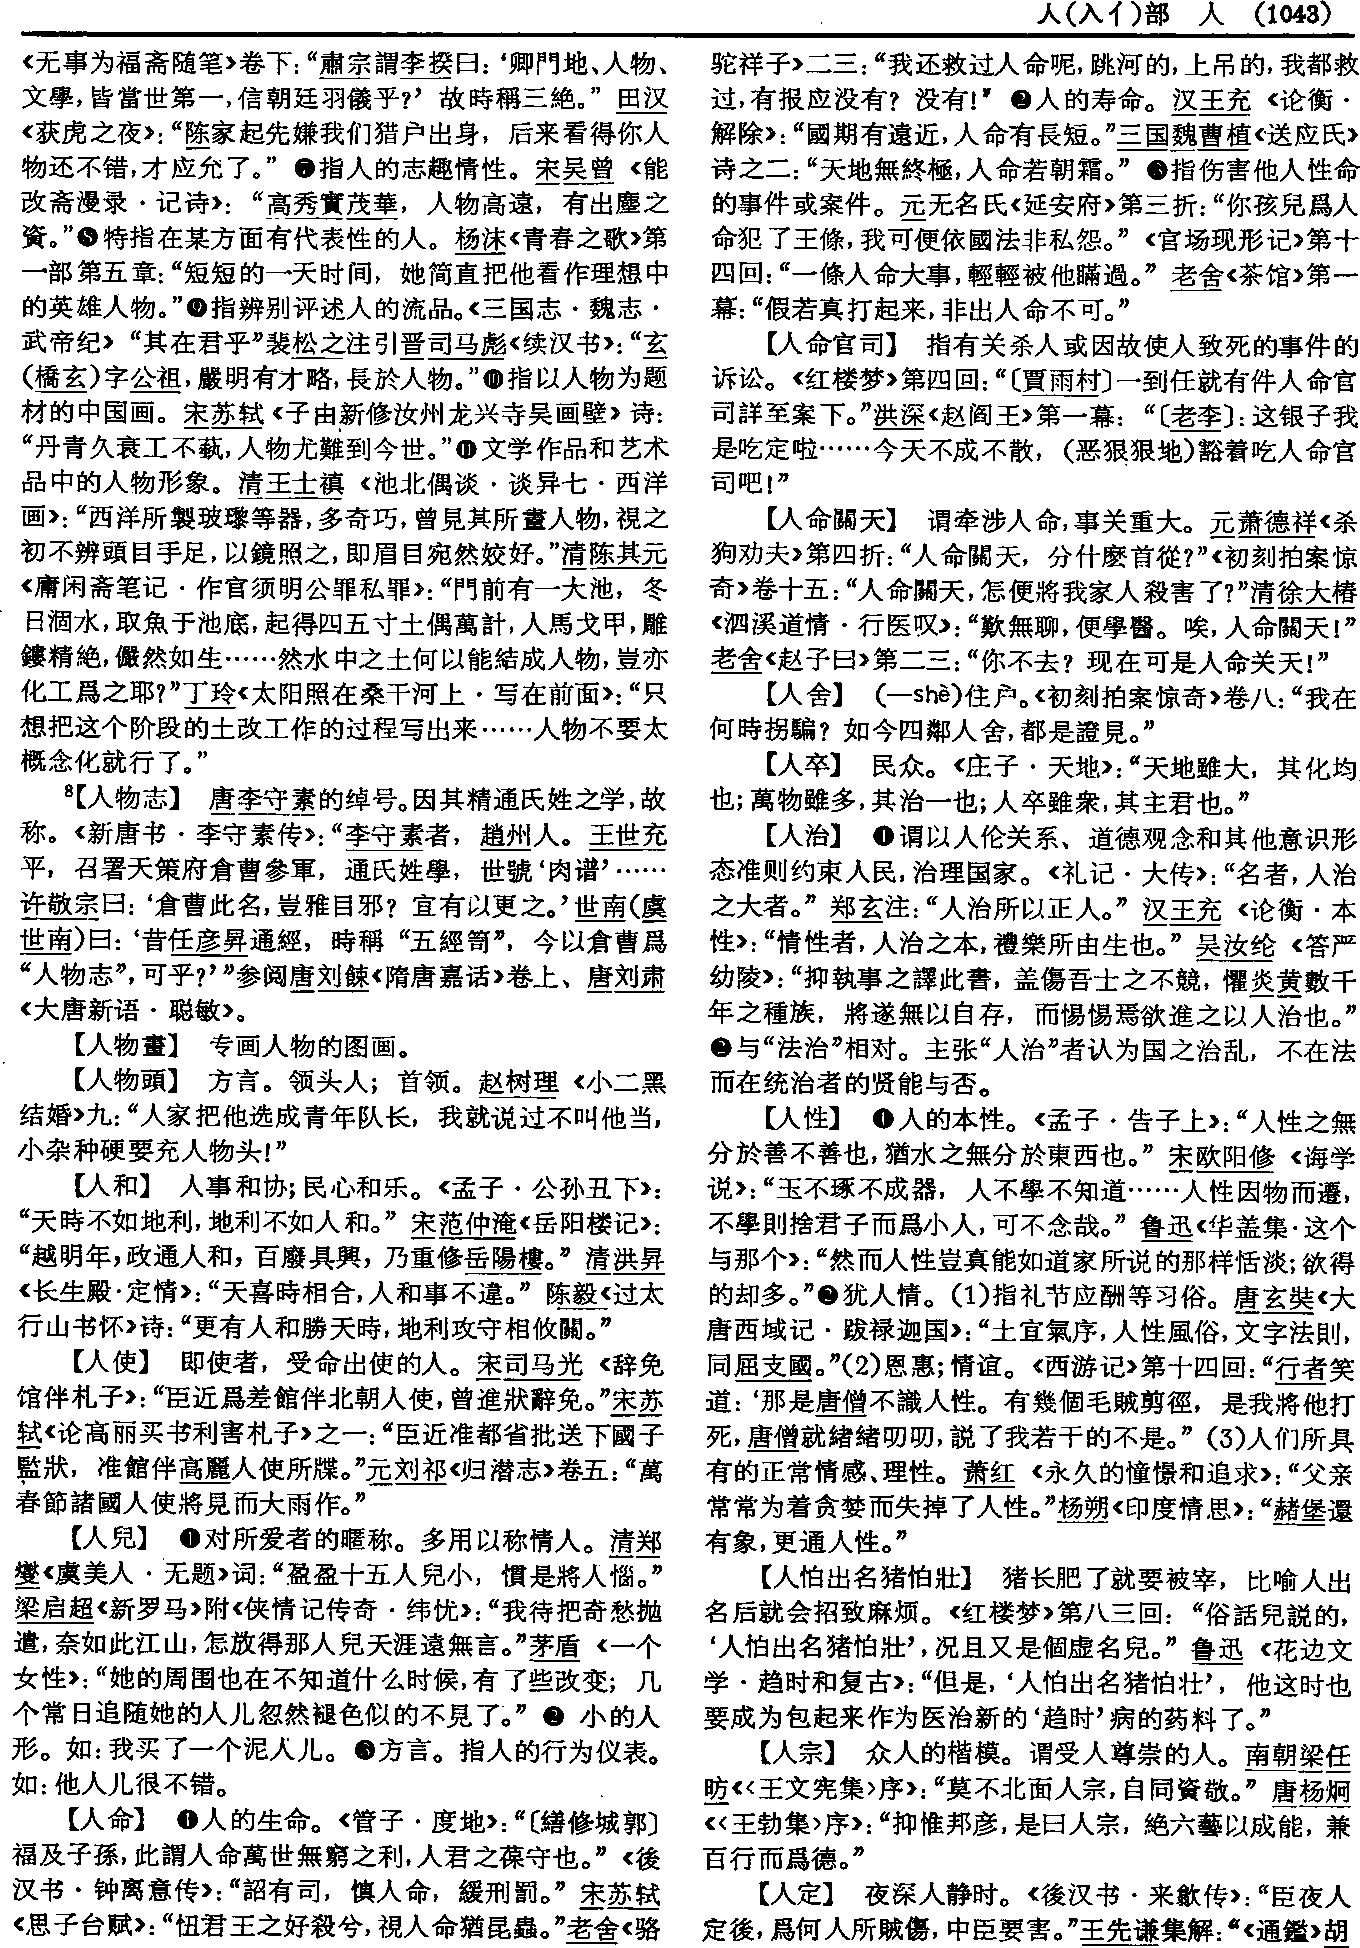 人(入亻)部　人　(1043)
《无事为福斋随笔》卷下：“肅宗謂李揆曰：‘卿門地、人物、
文學，皆當世第一，信朝廷羽儀乎？’故時稱三絶。”田汉
《获虎之夜》：“陈家起先嫌我们猎户出身，后来看得你人
物还不错，才应允了。”❼指人的志趣情性。宋吴曾《能
改斋漫录·记诗》：“高秀實茂華，人物高遠，有出塵之
資。”❽特指在某方面有代表性的人。杨沫《青春之歌》第
一部第五章：“短短的一天时间，她简直把他看作理想中
的英雄人物。”❾指辨别评述人的流品。《三国志·魏志·
武帝纪》“其在君乎”裴松之注引晋司马彪《续汉书》：“玄
(橋玄)字公祖，嚴明有才略，長於人物。”❿指以人物为题
材的中国画。宋苏轼《子由新修汝州龙兴寺吴画壁》诗：
“丹青久衰工不蓺，人物尤難到今世。”⓫文学作品和艺术
品中的人物形象。清王士禛《池北偶谈·谈异七·西洋
画》：“西洋所製玻瓈等器，多奇巧，曾見其所畫人物，視之
初不辨頭目手足，以鏡照之，即眉目宛然姣好。”清陈其元
《庸闲斋笔记·作官须明公罪私罪》：“門前有一大池，冬
日涸水，取魚于池底，起得四五寸土偶萬計，人馬戈甲，雕
鏤精絶，儼然如生……然水中之土何以能結成人物，豈亦
化工爲之耶？”丁玲《太阳照在桑干河上·写在前面》：“只
想把这个阶段的土改工作的过程写出来……人物不要太
概念化就行了。”
⁸【人物志】　唐李守素的绰号。因其精通氏姓之学，故
称。《新唐书·李守素传》：“李守素者，趙州人。王世充
平，召署天策府倉曹參軍，通氏姓學，世號‘肉谱’……
许敬宗曰：‘倉曹此名，豈雅目邪？宜有以更之。’世南(虞
世南)曰：‘昔任彦昇通經，時稱“五經笥”，今以倉曹爲
“人物志”，可乎？’”参阅唐刘餗《隋唐嘉话》卷上、唐刘肃
《大唐新语·聪敏》。
【人物畫】　专画人物的图画。
【人物頭】　方言。领头人；首领。赵树理《小二黑
结婚》九：“人家把他选成青年队长，我就说过不叫他当，
小杂种硬要充人物头！”
【人和】　人事和协；民心和乐。《孟子·公孙丑下》：
“天時不如地利，地利不如人和。”宋范仲淹《岳阳楼记》：
“越明年，政通人和，百廢具興，乃重修岳陽樓。”清洪昇
《长生殿·定情》：“天喜時相合，人和事不違。”陈毅《过太
行山书怀》诗：“更有人和勝天時，地利攻守相攸關。”
【人使】　即使者，受命出使的人。宋司马光《辞免
馆伴札子》：“臣近爲差館伴北朝人使，曾進狀辭免。”宋苏
轼《论高丽买书利害札子》之一：“臣近准都省批送下國子
監狀，准館伴高麗人使所牒。”元刘祁《归潜志》卷五：“萬
春節諸國人使將見而大雨作。”
【人兒】　❶对所爱者的暱称。多用以称情人。清郑
燮《虞美人·无题》词：“盈盈十五人兒小，慣是將人惱。”
梁启超《新罗马》附《侠情记传奇·纬忧》：“我待把奇愁抛
遣，奈如此江山，怎放得那人兒天涯遠無言。”茅盾《一个
女性》：“她的周围也在不知道什么时候，有了些改变；几
个常日追随她的人儿忽然褪色似的不見了。”❷小的人
形。如：我买了一个泥人儿。❸方言。指人的行为仪表。
如：他人儿很不错。
【人命】　❶人的生命。《管子·度地》：“〔繕修城郭〕
福及子孫，此謂人命萬世無窮之利，人君之葆守也。”《後
汉书·钟离意传》：“詔有司，慎人命，緩刑罰。”宋苏轼
《思子台赋》：“忸君王之好殺兮，視人命猶昆蟲。”老舍《骆
驼祥子》二三：“我还救过人命呢，跳河的，上吊的，我都救
过，有报应没有？没有！”❷人的寿命。汉王充《论衡·
解除》：“國期有遠近，人命有長短。”三国魏曹植《送应氏》
诗之二：“天地無終極，人命若朝霜。”❸指伤害他人性命
的事件或案件。元无名氏《延安府》第三折：“你孩兒爲人
命犯了王條，我可便依國法非私怨。”《官场现形记》第十
四回：“一條人命大事，輕輕被他瞞過。”老舍《茶馆》第一
幕：“假若真打起来，非出人命不可。”
【人命官司】　指有关杀人或因故使人致死的事件的
诉讼。《红楼梦》第四回：“〔賈雨村〕一到任就有件人命官
司詳至案下。”洪深《赵阎王》第一幕：“〔老李〕：这银子我
是吃定啦……今天不成不散，(恶狠狠地)豁着吃人命官
司吧！”
【人命關天】　谓牵涉人命，事关重大。元萧德祥《杀
狗劝夫》第四折：“人命關天，分什麽首從？”《初刻拍案惊
奇》卷十五：“人命關天，怎便將我家人殺害了？”清徐大椿
《洄溪道情·行医叹》：“歎無聊，便學醫。唉，人命關天！”
老舍《赵子曰》第二三：“你不去？现在可是人命关天！”
【人舍】　(—shè)住户。《初刻拍案惊奇》卷八：“我在
何時拐騙？如今四鄰人舍，都是證見。”
【人卒】　民众。《庄子·天地》：“天地雖大，其化均
也；萬物雖多，其治一也；人卒雖衆，其主君也。”
【人治】　❶谓以人伦关系、道德观念和其他意识形
态准则约束人民，治理国家。《礼记·大传》：“名者，人治
之大者。”郑玄注：“人治所以正人。”汉王充《论衡·本
性》：“情性者，人治之本，禮樂所由生也。”吴汝纶《答严
幼陵》：“抑執事之譯此書，盖傷吾士之不競，懼炎黄數千
年之種族，將遂無以自存，而惕惕焉欲進之以人治也。”
❷与“法治”相对。主张“人治”者认为国之治乱，不在法
而在统治者的贤能与否。
【人性】　❶人的本性。《孟子·告子上》：“人性之無
分於善不善也，猶水之無分於東西也。”宋欧阳修《诲学
说》：“玉不琢不成器，人不學不知道……人性因物而遷，
不學則捨君子而爲小人，可不念哉。”鲁迅《华盖集·这个
与那个》：“然而人性豈真能如道家所说的那样恬淡；欲得
的却多。”❷犹人情。(1)指礼节应酬等习俗。唐玄奘《大
唐西域记·跋禄迦国》：“土宜氣序，人性風俗，文字法則，
同屈支國。”(2)恩惠；情谊。《西游记》第十四回：“行者笑
道：‘那是唐僧不識人性。有幾個毛賊剪徑，是我將他打
死，唐僧就緒緒叨叨，説了我若干的不是。”(3)人们所具
有的正常情感、理性。萧红《永久的憧憬和追求》：“父亲
常常为着贪婪而失掉了人性。”杨朔《印度情思》：“赭堡還
有象，更通人性。”
【人怕出名猪怕壯】　猪长肥了就要被宰，比喻人出
名后就会招致麻烦。《红楼梦》第八三回：“俗話兒説的，
‘人怕出名猪怕壯’，况且又是個虚名兒。”鲁迅《花边文
学·趋时和复古》：“但是，‘人怕出名猪怕壮’，他这时也
要成为包起来作为医治新的‘趋时’病的药料了。”
【人宗】　众人的楷模。谓受人尊崇的人。南朝梁任
昉《〈王文宪集〉序》：“莫不北面人宗，自同資敬。”唐杨炯
《〈王勃集〉序》：“抑惟邦彦，是曰人宗，絶六藝以成能，兼
百行而爲德。”
【人定】　夜深人静时。《後汉书·来歙传》：“臣夜人
定後，爲何人所賊傷，中臣要害。”王先谦集解：“《通鑑》胡